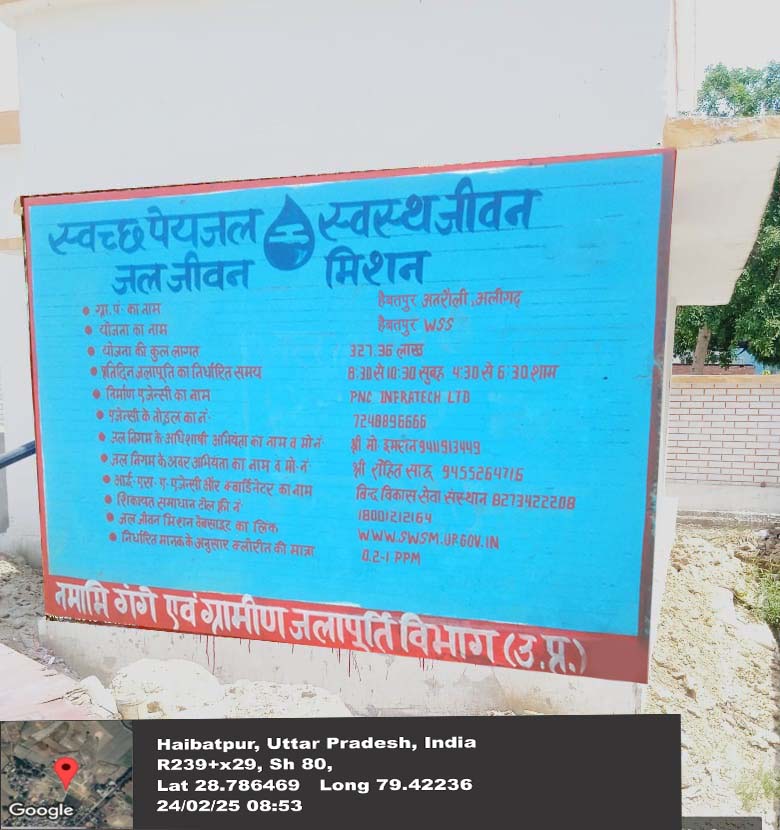 स्वच्छ पेयजल स्वस्थ जीवन
जल जीवन मिशन
• ग्रा.पं. का नाम हैबतपुर अतरौली, अलीगढ़
• योजना का नाम हैबतपुर WSS
• योजना की कुल लागत 327.36 लाख
• प्रतिदिन जलापूर्ति का निर्धारित समय 8:30 से 10:30 सुबह 4:30 से 6:30 शाम
• निर्माण एजेन्सी का नाम PNC INFRATECH LTD
• एजेन्सी के नोडल का नं· 7248896666
• जल निगम के अधिशाषी अभियंता का नाम व मो·नं· श्री मो. इमरान 9411913449
• जल निगम के अवर अभियंता का नाम व मो· नं· श्री रोहित साहू 9455264716
• आई·एस·ए·एजेन्सी और क्वार्डिनेटर का नाम विन्द विकास सेवा संस्थान 8273422208
• शिकायत समाधान टोल फ्री नं· 18001212164
• जल जीवन मिशन वेबसाइट का लिंक WWW.SWSM.UP.GOV.IN
• निर्धारित मानक के अनुसार क्लोरीन की मात्रा 0.2-1 PPM
नमामि गंगे एवं ग्रामीण जलापूर्ति विभाग (उ.प्र.)
Haibatpur, Uttar Pradesh, India
R239+x29, Sh 80,
Lat 28.786469 Long 79.42236
24/02/25 08:53
Google